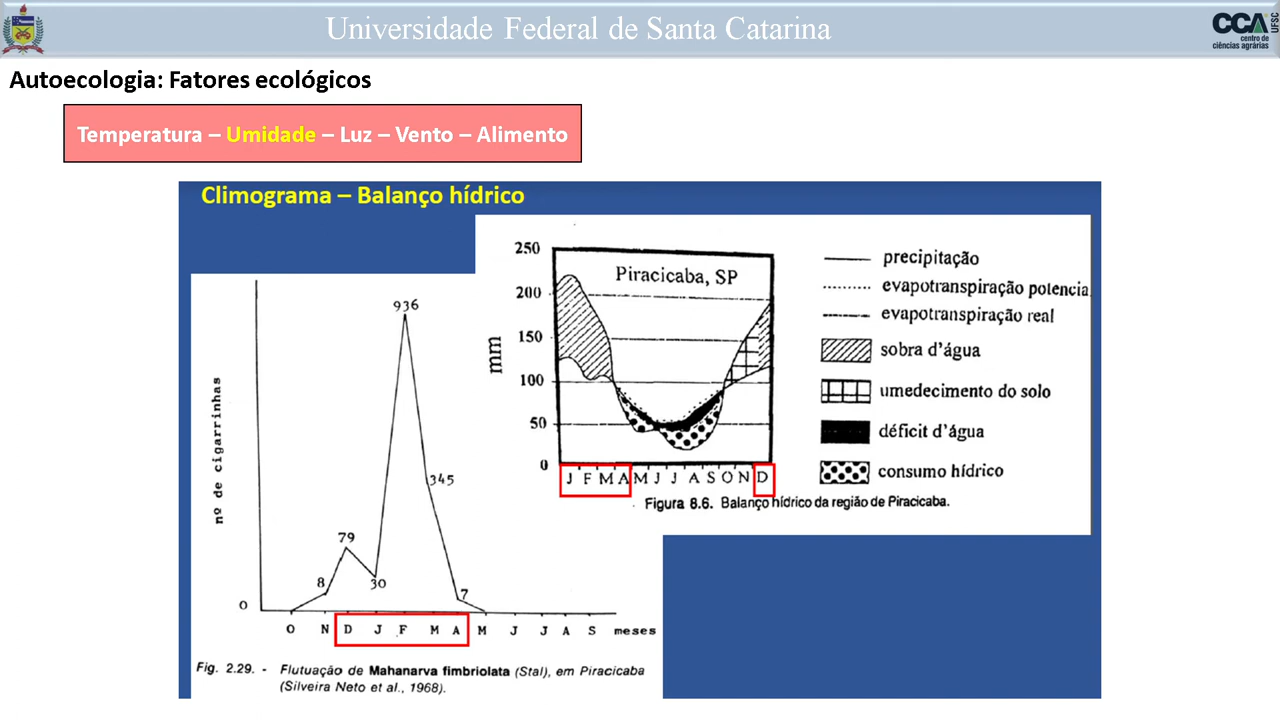 Universidade Federal de Santa Catarina
CCA
UFSC
centro de
ciências agrárias
Autoecologia: Fatores ecológicos
Temperatura – Umidade – Luz – Vento – Alimento
Climograma – Balanço hídrico
250
200
150
100
50
0
mm
Piracicaba, SP
J F M A M J J A S O N D
precipitação
evapotranspiração potencia
evapotranspiração real
sobra d'água
umedecimento do solo
déficit d'água
consumo hídrico
Figura 8.6. Balanço hídrico da região de Piracicaba.
nº de cigarrinhas
936
345
79
8
30
7
0
O N D J F M A M J J A S meses
Fig. 2.29. - Flutuação de Mahanarva fimbriolata (Stal), em Piracicaba
(Silveira Neto et al., 1968).